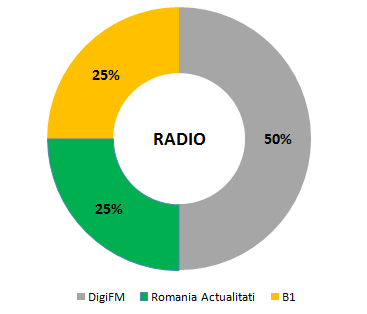 25%
RADIO
50%
25%
DigiFM
Romania Actualitati
B1